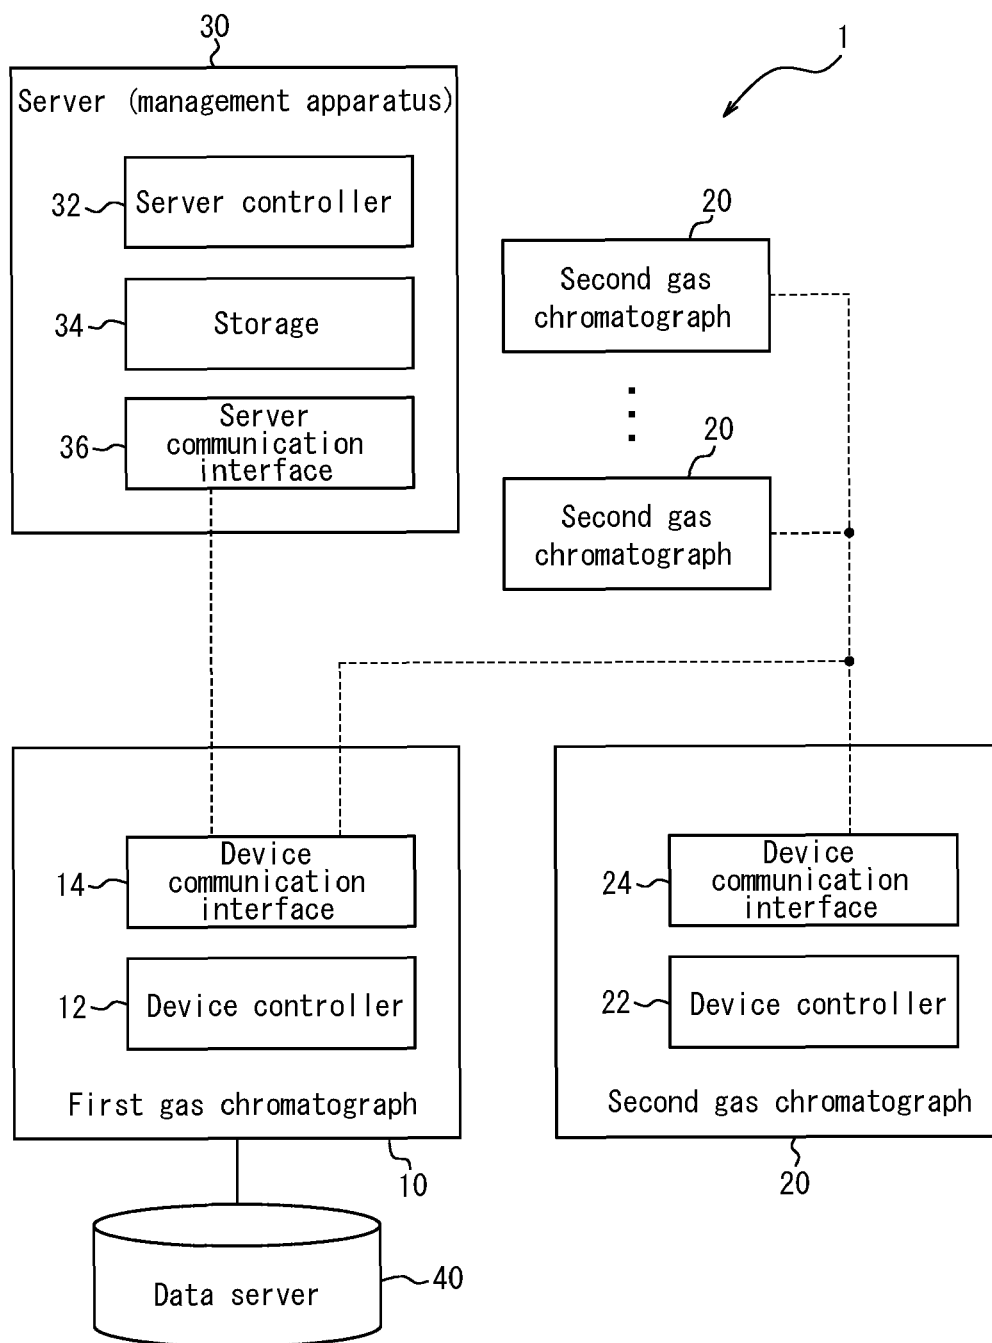 30
1
Server (management apparatus)
32
Server controller
34
Storage
36
Server
communication
interface
20
Second gas
chromatograph
20
Second gas
chromatograph
14
Device
communication
interface
12
Device controller
First gas chromatograph
10
24
Device
communication
interface
22
Device controller
Second gas chromatograph
20
Data server
40